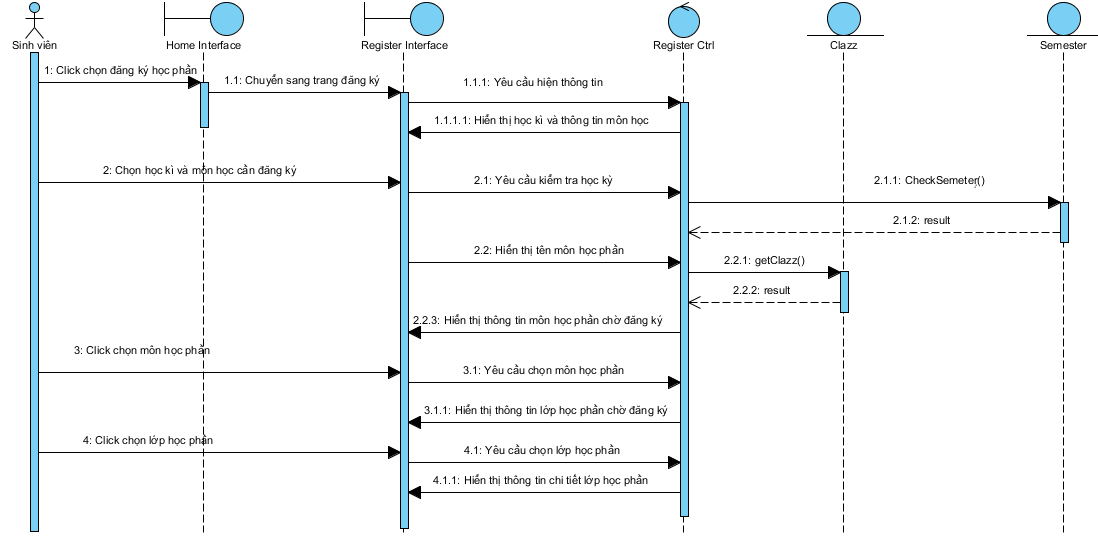 Sinh viên
Home Interface
Register Interface
Register Ctrl
Clazz
Semester
1: Click chọn đăng ký học phần
1.1: Chuyển sang trang đăng ký
1.1.1: Yêu cầu hiện thông tin
1.1.1.1: Hiển thị học kì và thông tin môn học
2: Chọn học kì và môn học cần đăng ký
2.1: Yêu cầu kiểm tra học kỳ
2.1.1: CheckSemeter()
2.1.2: result
2.2: Hiển thị tên môn học phần
2.2.1: getClazz()
2.2.2: result
2.2.3: Hiển thị thông tin môn học phần chờ đăng ký
3: Click chọn môn học phần
3.1: Yêu cầu chọn môn học phần
3.1.1: Hiển thị thông tin lớp học phần chờ đăng ký
4: Click chọn lớp học phần
4.1: Yêu cầu chọn lớp học phần
4.1.1: Hiển thị thông tin chi tiết lớp học phần